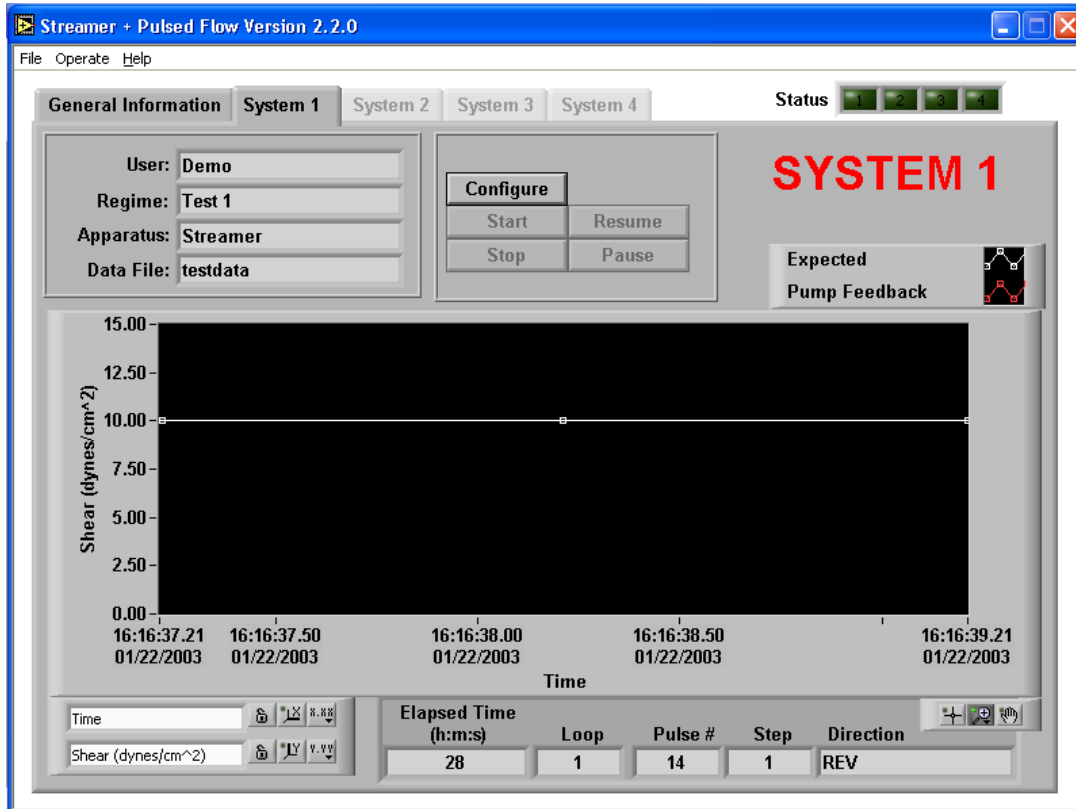 Streamer + Pulsed Flow Version 2.2.0
File Operate Help
General Information System 1 System 2 System 3 System 4 Status 1 2 3 4
User: Demo
Regime: Test 1
Apparatus: Streamer
Data File: testdata
Configure
Start Resume
Stop Pause
SYSTEM 1
Expected
Pump Feedback
15.00
12.50
10.00
7.50
5.00
2.50
0.00
Shear (dynes/cm^2)
16:16:37.21 16:16:37.50 16:16:38.00 16:16:38.50 16:16:39.21
01/22/2003 01/22/2003 01/22/2003 01/22/2003 01/22/2003
Time
Time X X.XX
Shear (dynes/cm^2) Y Y.YY
Elapsed Time
(h:m:s) Loop Pulse # Step Direction
28 1 14 1 REV